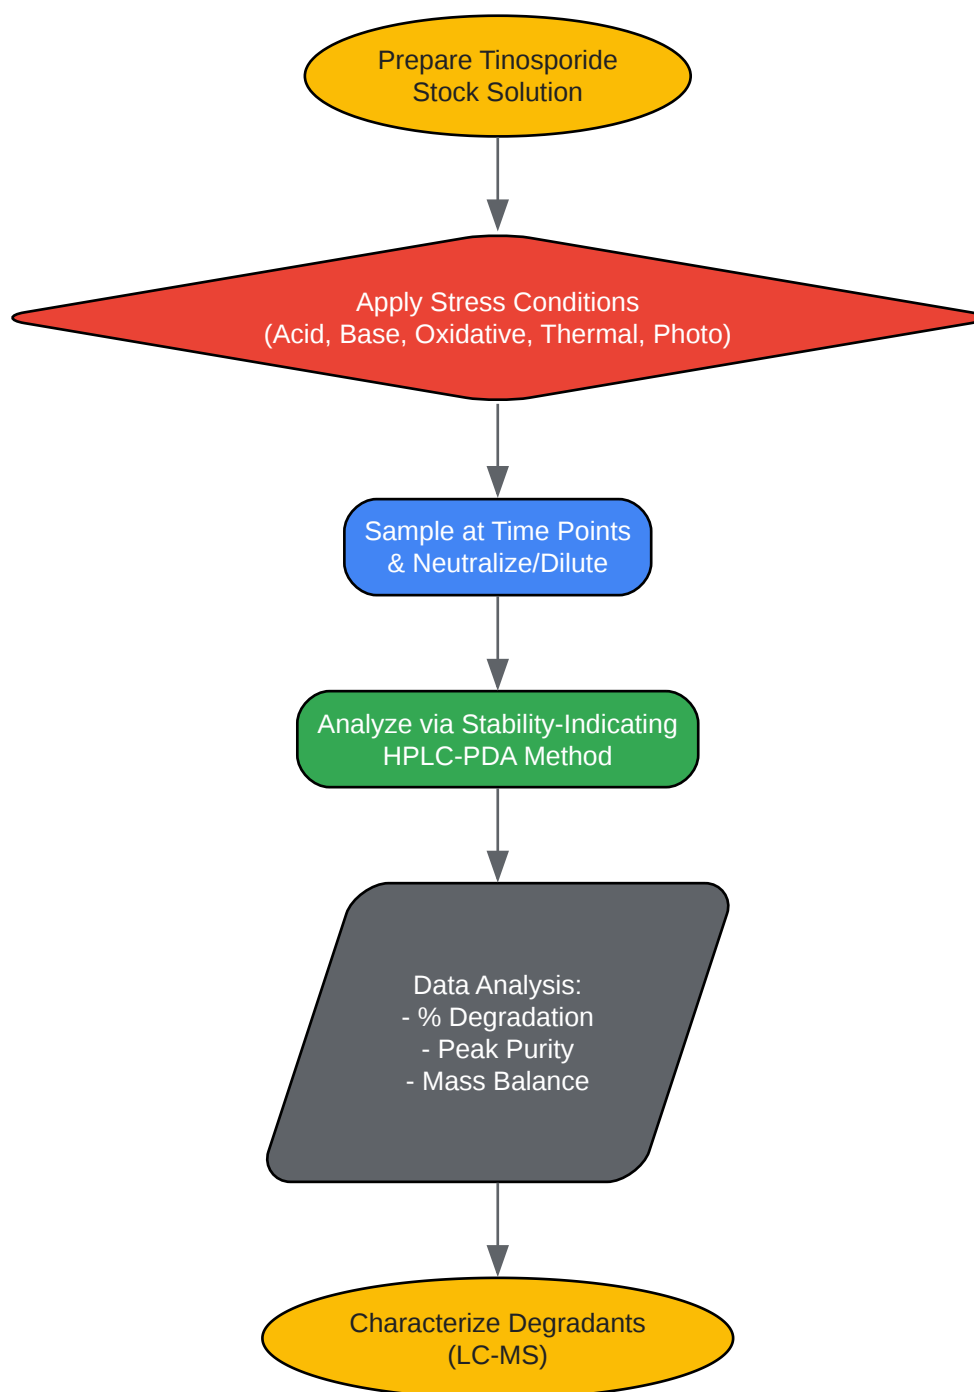 Prepare Tinosporide
Stock Solution
Apply Stress Conditions
(Acid, Base, Oxidative, Thermal, Photo)
Sample at Time Points
& Neutralize/Dilute
Analyze via Stability-Indicating
HPLC-PDA Method
Data Analysis:
- % Degradation
- Peak Purity
- Mass Balance
Characterize Degradants
(LC-MS)